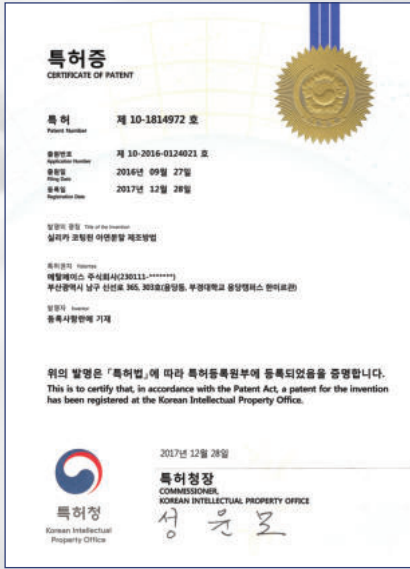 특허증
CERTIFICATE OF PATENT
특 허 제 10-1814972 호
Patent Number
출원번호 제 10-2016-0124021 호
Application Number
출원일 2016년 09월 27일
Filing Date
등록일 2017년 12월 28일
Registration Date
발명의 명칭 Title of the Invention
실리카 코팅된 아연분말 제조방법
특허권자 Patentee
메탈페이스 주식회사(230111-*******)
부산광역시 남구 신선로 365, 303호(용당동, 부경대학교 용당캠퍼스 한미르관)
발명자 Inventor
등록사항란에 기재
위의 발명은 「특허법」에 따라 특허등록원부에 등록되었음을 증명합니다.
This is to certify that, in accordance with the Patent Act, a patent for the invention
has been registered at the Korean Intellectual Property Office.
2017년 12월 28일
특허청장
COMMISSIONER,
KOREAN INTELLECTUAL PROPERTY OFFICE
성 윤 모
특허청
Korean Intellectual
Property Office